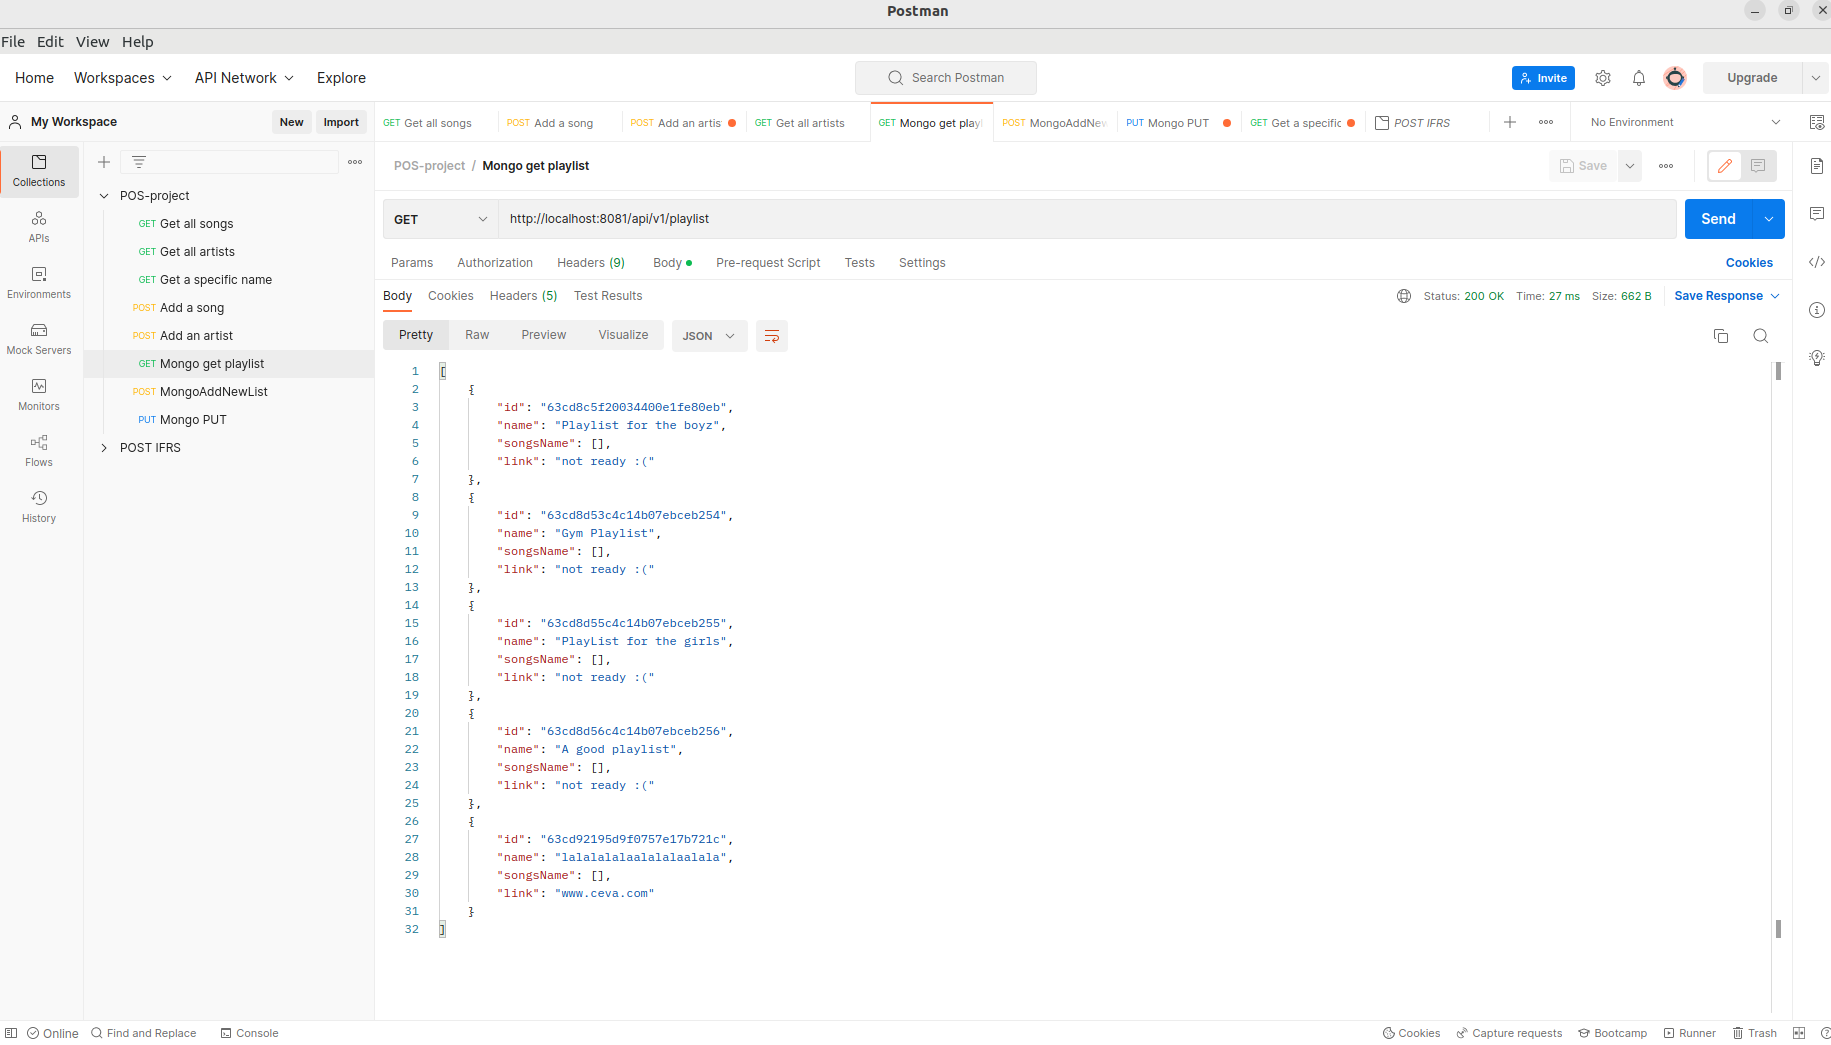 Postman
File Edit View Help
Home Workspaces API Network Explore Search Postman Invite Upgrade
My Workspace New Import
GET Get all songs POST Add a song POST Add an artis GET Get all artists GET Mongo get play POST MongoAddNew PUT Mongo PUT GET Get a specific POST IFRS No Environment
Collections
APIs
Environments
Mock Servers
Monitors
Flows
History
POS-project
GET Get all songs
GET Get all artists
GET Get a specific name
POST Add a song
POST Add an artist
GET Mongo get playlist
POST MongoAddNewList
PUT Mongo PUT
POST IFRS
POS-project / Mongo get playlist Save
GET http://localhost:8081/api/v1/playlist Send
Params Authorization Headers (9) Body Pre-request Script Tests Settings Cookies
Body Cookies Headers (5) Test Results Status: 200 OK Time: 27 ms Size: 662 B Save Response
Pretty Raw Preview Visualize JSON
1 [
2 {
3 "id": "63cd8c5f20034400e1fe80eb",
4 "name": "Playlist for the boyz",
5 "songsName": [],
6 "link": "not ready :("
7 },
8 {
9 "id": "63cd8d53c4c14b07ebceb254",
10 "name": "Gym Playlist",
11 "songsName": [],
12 "link": "not ready :("
13 },
14 {
15 "id": "63cd8d55c4c14b07ebceb255",
16 "name": "PlayList for the girls",
17 "songsName": [],
18 "link": "not ready :("
19 },
20 {
21 "id": "63cd8d56c4c14b07ebceb256",
22 "name": "A good playlist",
23 "songsName": [],
24 "link": "not ready :("
25 },
26 {
27 "id": "63cd92195d9f0757e17b721c",
28 "name": "lalalalalaalalalaalala",
29 "songsName": [],
30 "link": "www.ceva.com"
31 }
32 ]
Online Find and Replace Console Cookies Capture requests Bootcamp Runner Trash